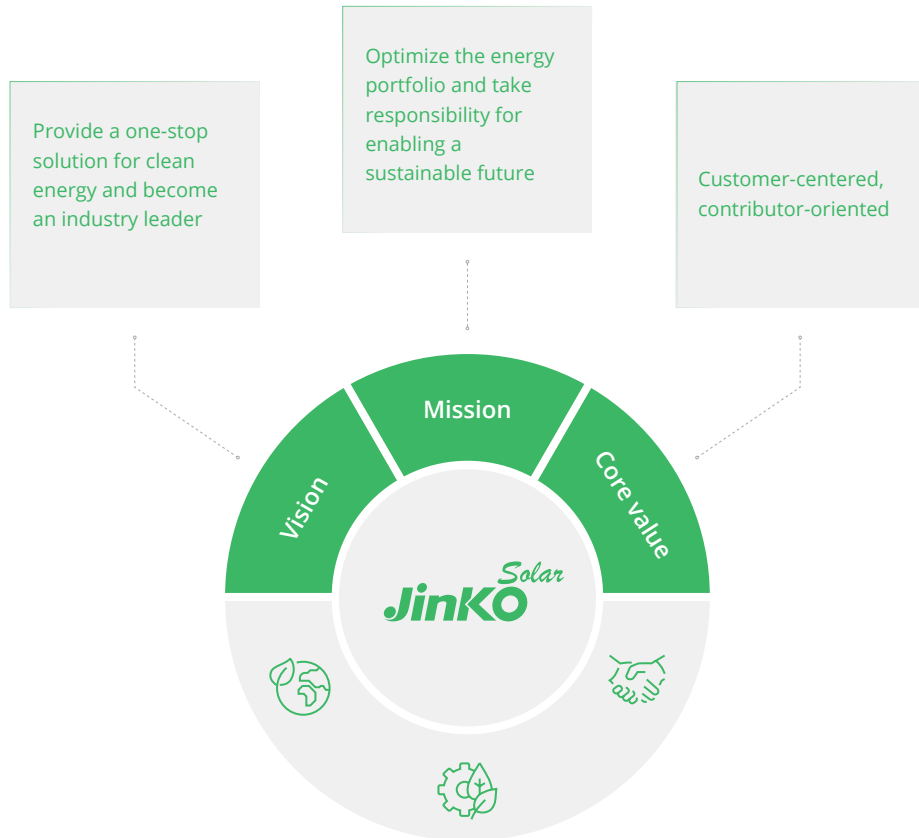 Provide a one-stop
solution for clean
energy and become
an industry leader
Optimize the energy
portfolio and take
responsibility for
enabling a
sustainable future
Customer-centered,
contributor-oriented
Vision
Mission
Core value
Solar
JinKO